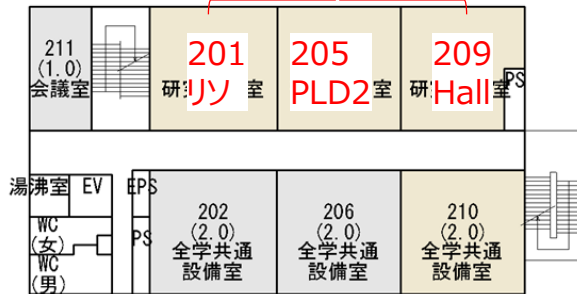 211
(1.0)
会議室
201
リソ
研 室
205
PLD2
室
209
Hall
研 室
PS
湯沸室
EV
EPS
WC
(女)
WC
(男)
PS
202
(2.0)
全学共通
設備室
206
(2.0)
全学共通
設備室
210
(2.0)
全学共通
設備室